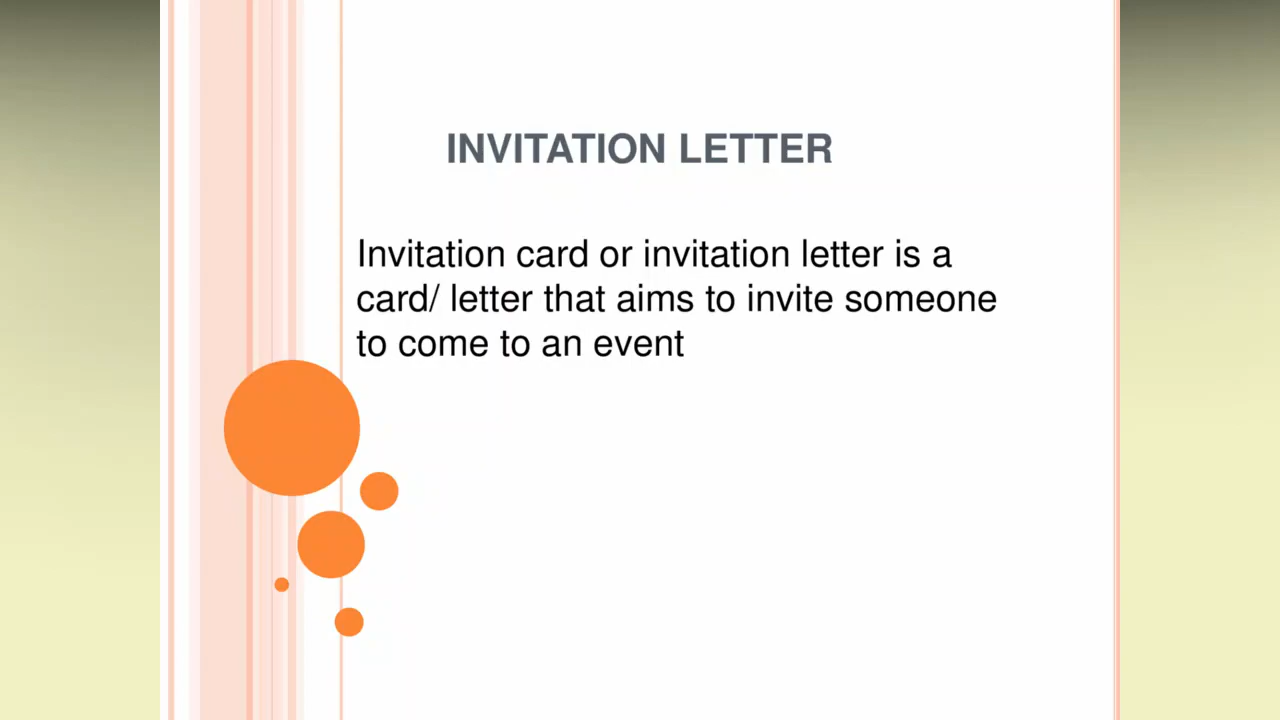 INVITATION LETTER
Invitation card or invitation letter is a
card/ letter that aims to invite someone
to come to an event